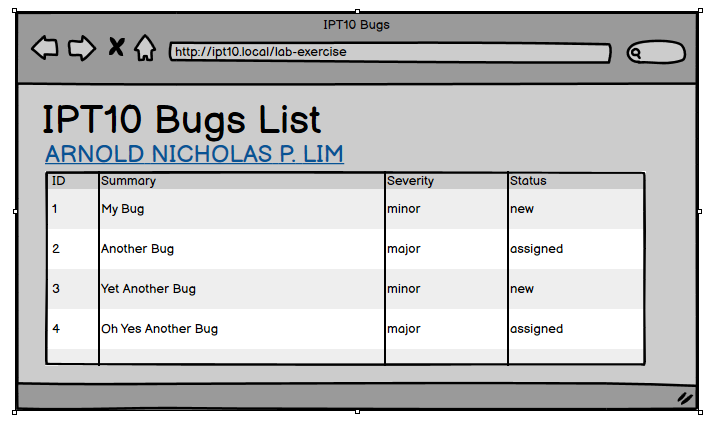 IPT10 Bugs
http://ipt10.local/lab-exercise
IPT10 Bugs List
ARNOLD NICHOLAS P. LIM
ID Summary Severity Status
1 My Bug minor new
2 Another Bug major assigned
3 Yet Another Bug minor new
4 Oh Yes Another Bug major assigned